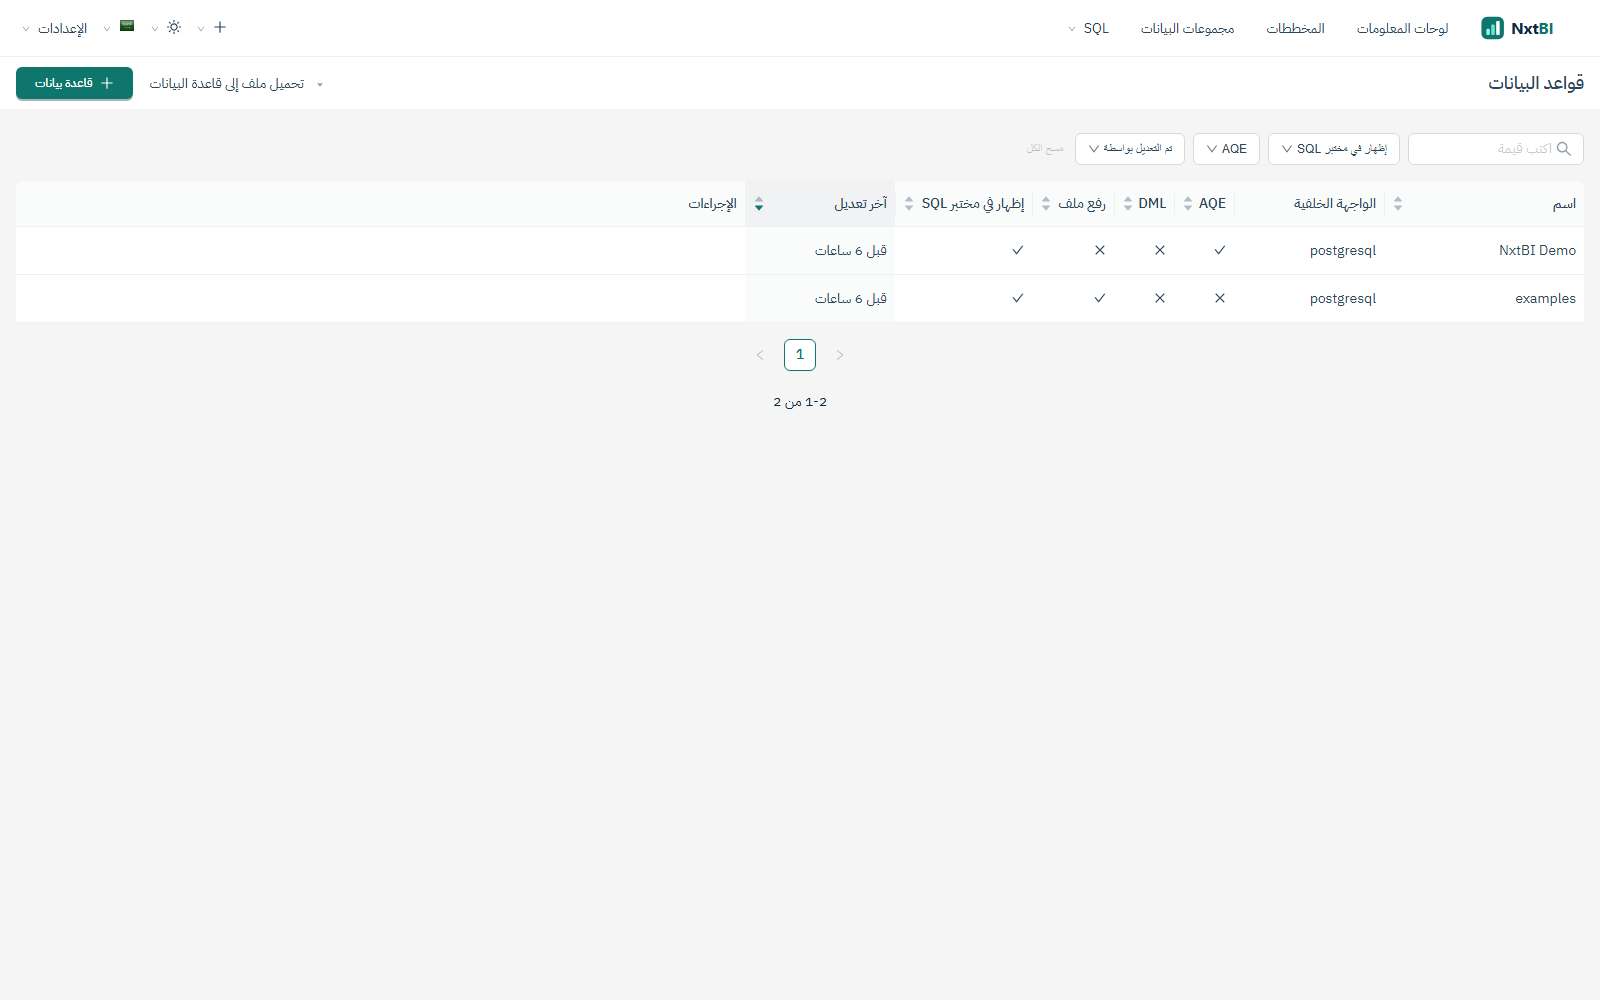 NxtBI لوحات المعلومات المخططات مجموعات البيانات SQL الإعدادات
قواعد البيانات تحميل ملف إلى قاعدة البيانات قاعدة بيانات
اكتب قيمة إظهار في مختبر SQL AQE تم التعديل بواسطة مسح الكل
اسم الواجهة الخلفية AQE DML رفع ملف إظهار في مختبر SQL آخر تعديل الإجراءات
NxtBI Demo postgresql قبل 6 ساعات
examples postgresql قبل 6 ساعات
1
1-2 من 2